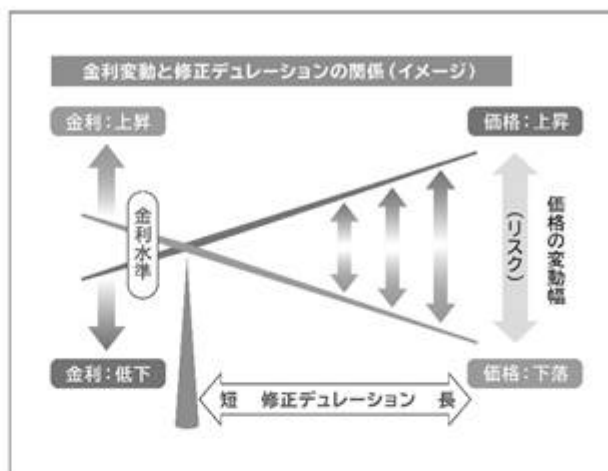 金利変動と修正デュレーションの関係(イメージ)
金利:上昇
価格:上昇
金利水準
価格の変動幅
(リスク)
金利:低下
価格:下落
短 修正デュレーション 長